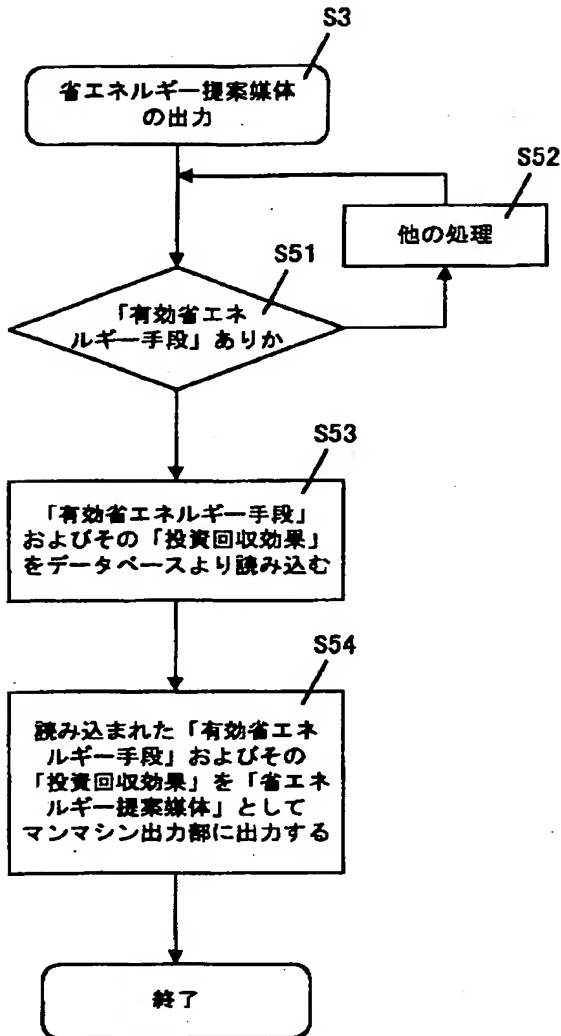 S3
省エネルギー提案媒体
の出力
S52
他の処理
S51
「有効省エネ
ルギー手段」ありか
S53
「有効省エネルギー手段」
およびその「投資回収効果」
をデータベースより読み込む
S54
読み込まれた「有効省エネ
ルギー手段」およびその
「投資回収効果」を「省エネ
ルギー提案媒体」として
マンマシン出力部に出力する
終了